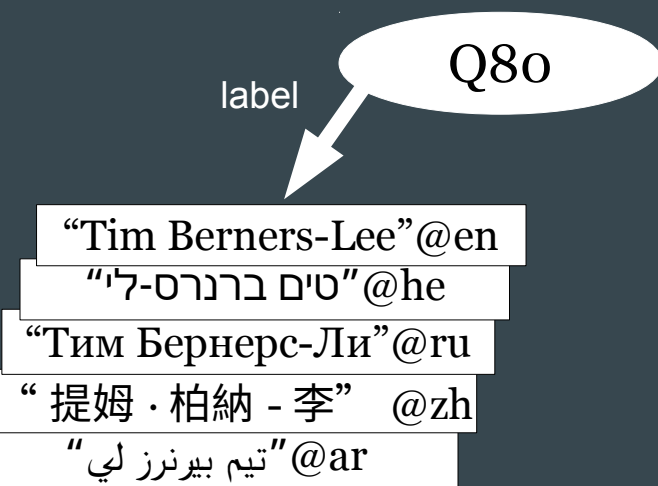 Q80
label
“Tim Berners-Lee”@en
“טים ברנרס-לי”@he
“Тим Бернерс-Ли”@ru
“ 提姆 · 柏納 - 李” @zh
“تيم بيرنرز لي”@ar